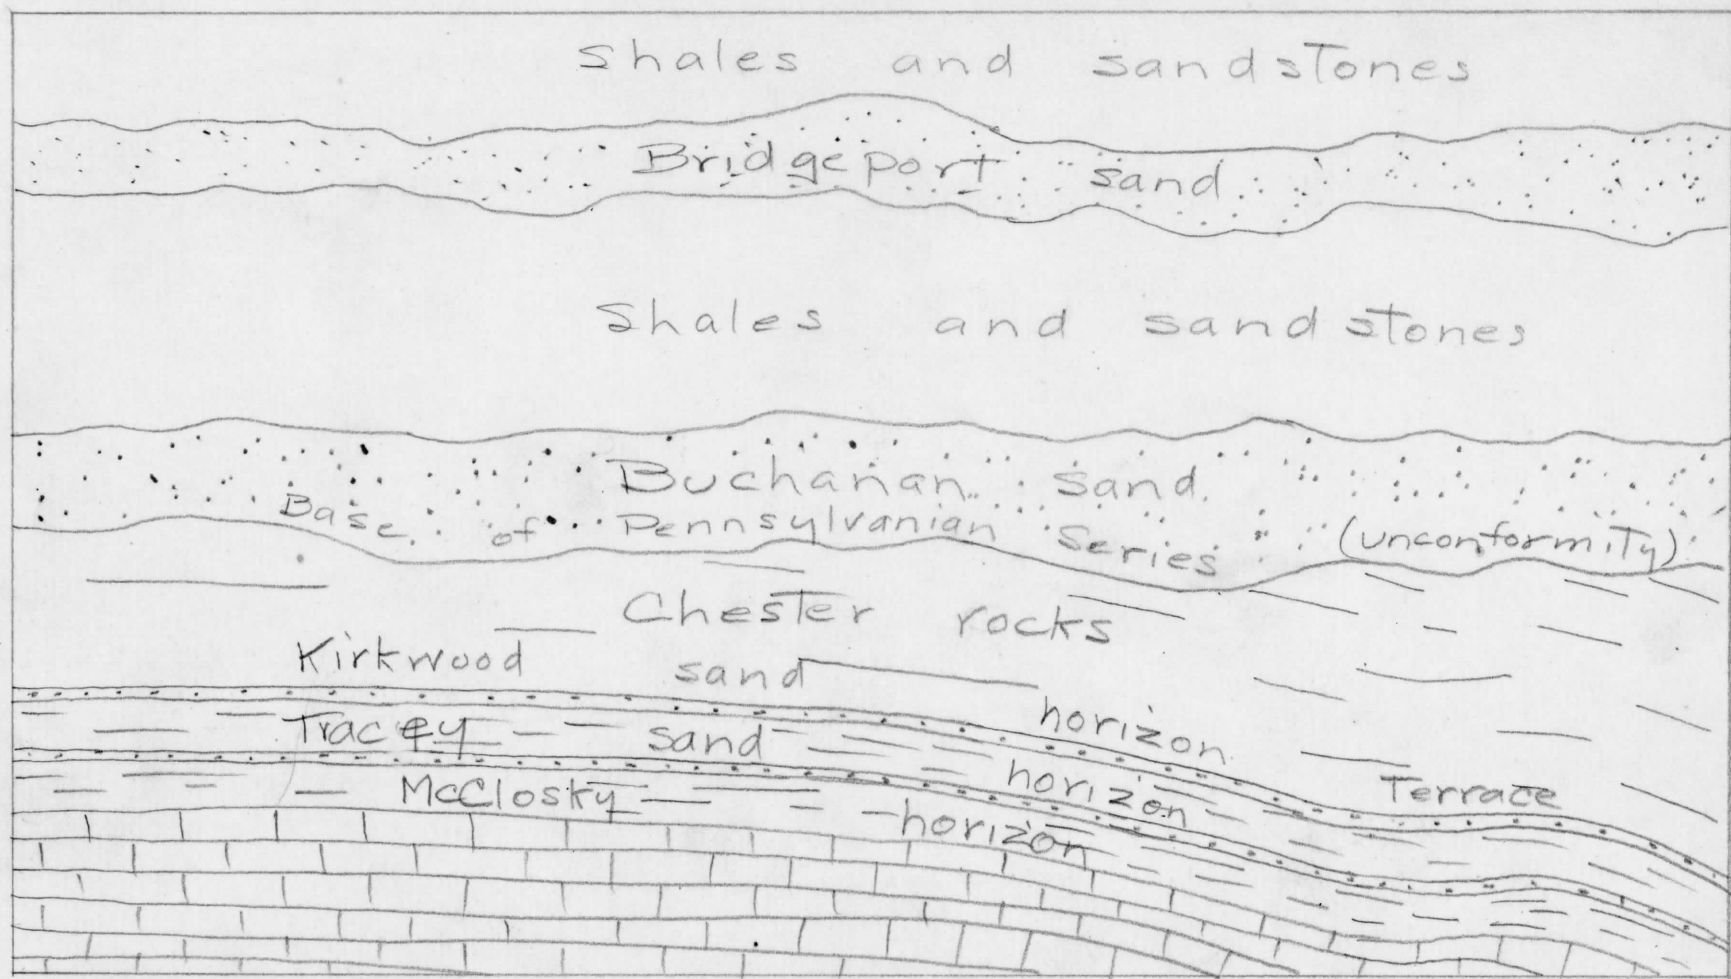 Shales and sandstones
Bridgeport sand
Shales and sandstones
Buchanan sand
Base of Pennsylvanian Series (unconformity)
Chester rocks
Kirkwood sand horizon
Tracey sand horizon
Terrace
McClosky horizon